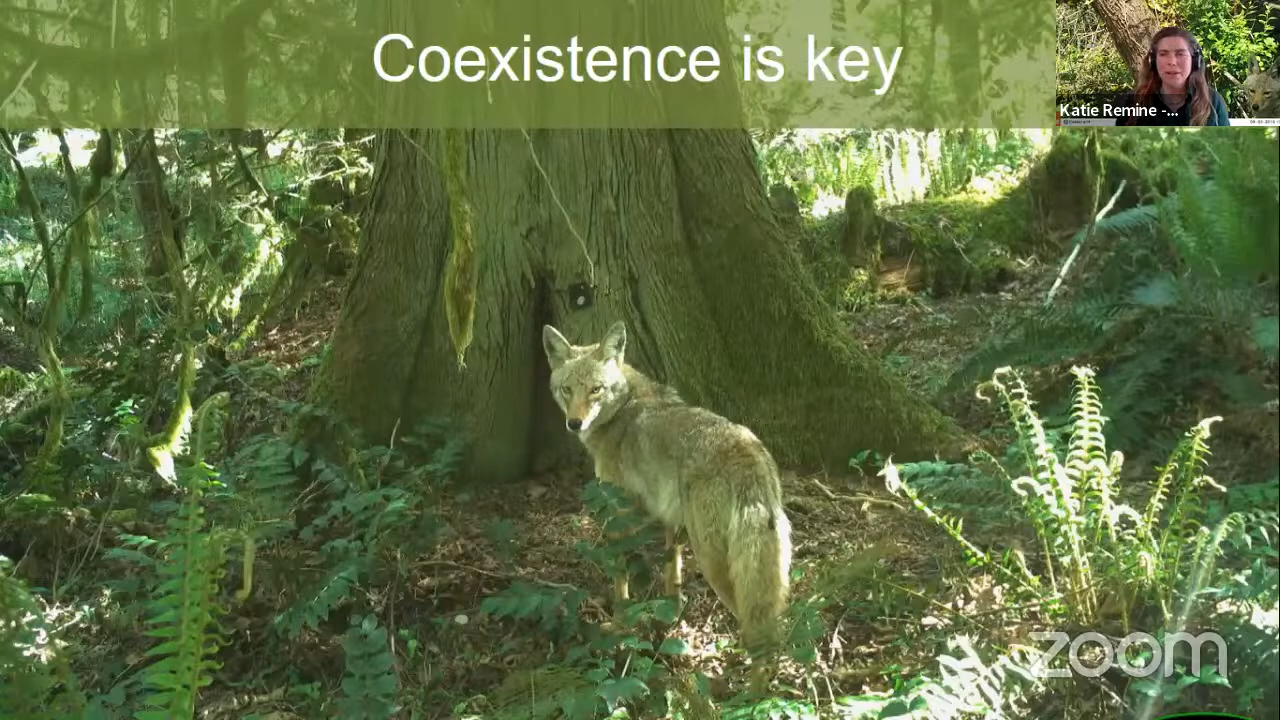 Coexistence is key
Katie Remine -...
zoom